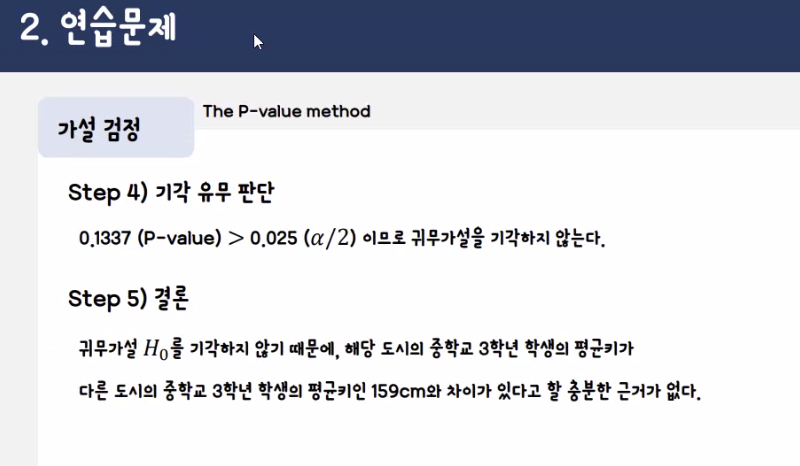 2. 연습문제
가설 검정
The P-value method
Step 4) 기각 유무 판단
0.1337 (P-value) > 0.025 (α/2) 이므로 귀무가설을 기각하지 않는다.
Step 5) 결론
귀무가설 H₀를 기각하지 않기 때문에, 해당 도시의 중학교 3학년 학생의 평균키가
다른 도시의 중학교 3학년 학생의 평균키인 159cm와 차이가 있다고 할 충분한 근거가 없다.